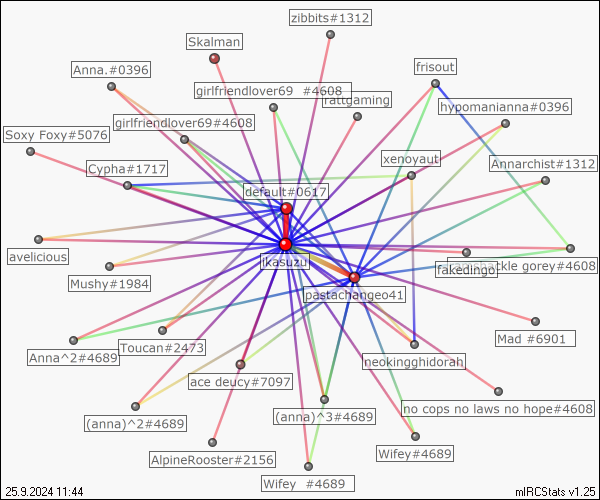 zibbits#1312
Skalman
frisout
Anna.#0396
girlfriendlover69 #4608
rattgaming
hypomanianna#0396
girlfriendlover69#4608
Soxy Foxy#5076
xenoyaut
Annarchist#1312
Cypha#1717
default#0617
avelicious
ikasuzu
fakedingo
ckle gorey#4608
Mushy#1984
pastachangeo41
Toucan#2473
Mad #6901
Anna^2#4689
neokingghidorah
ace deucy#7097
(anna)^2#4689
(anna)^3#4689
no cops no laws no hope#4608
AlpineRooster#2156
Wifey#4689
Wifey #4689
25.9.2024 11:44
mIRCStats v1.25